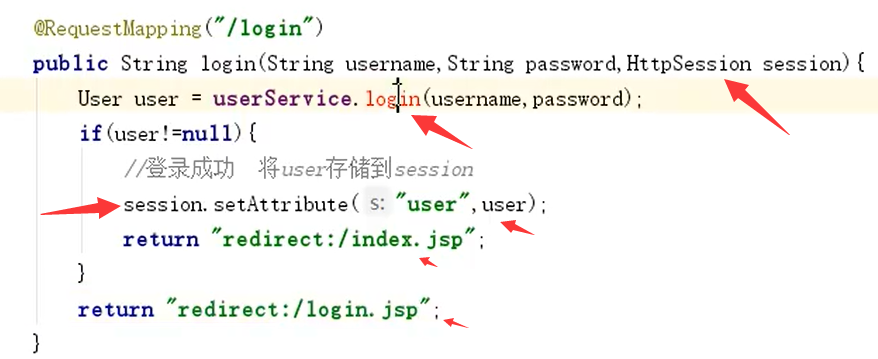 @RequestMapping("/login")
public String login(String username,String password,HttpSession session){
User user = userService.login(username,password);
if(user!=null){
//登录成功 将user存储到session
session.setAttribute( s: "user",user);
return "redirect:/index.jsp";
}
return "redirect:/login.jsp";
}